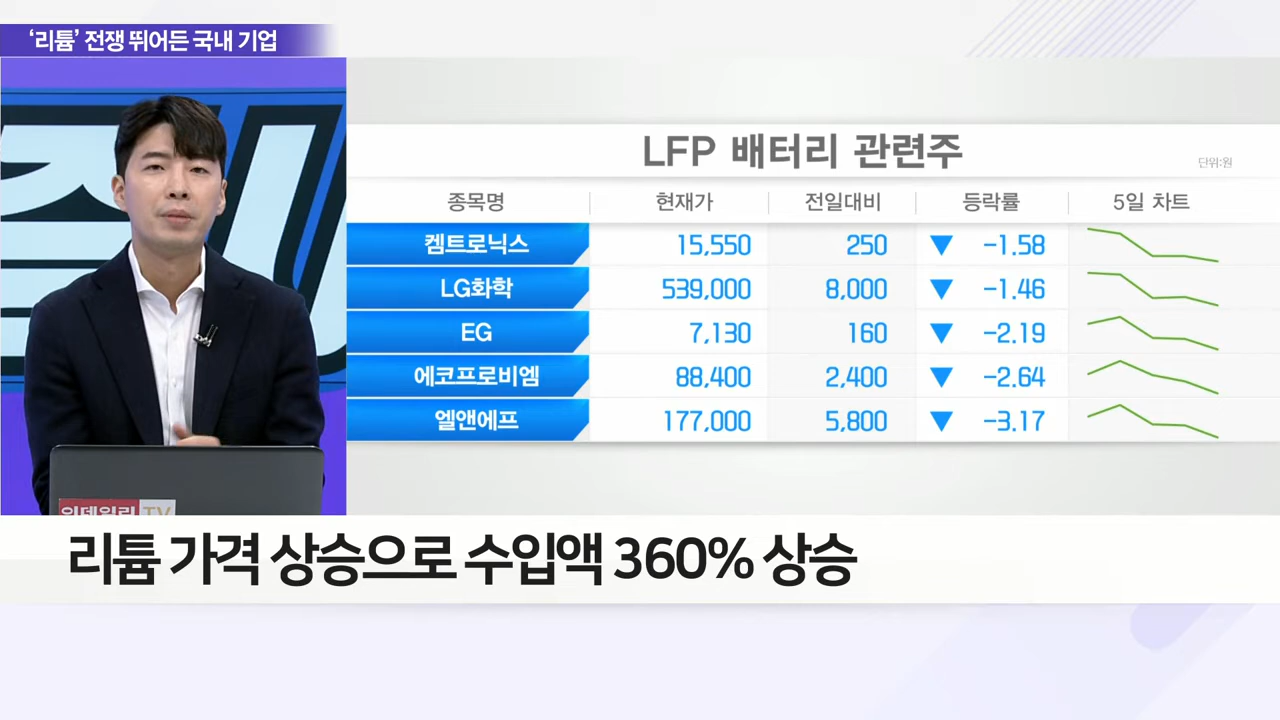 ‘리튬’ 전쟁 뛰어든 국내 기업
LFP 배터리 관련주
단위:원
종목명 현재가 전일대비 등락률 5일 차트
켐트로닉스 15,550 250 ▼ -1.58
LG화학 539,000 8,000 ▼ -1.46
EG 7,130 160 ▼ -2.19
에코프로비엠 88,400 2,400 ▼ -2.64
엘앤에프 177,000 5,800 ▼ -3.17
이데일리 TV
리튬 가격 상승으로 수입액 360% 상승